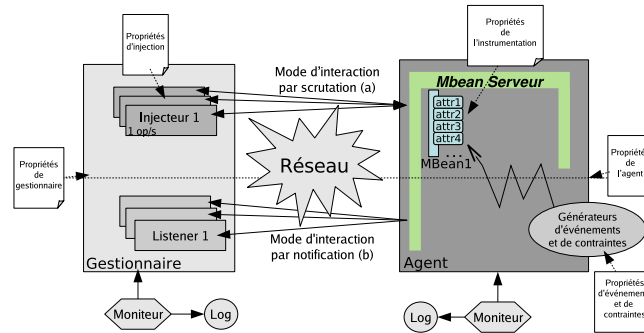 Propriétés
d'injection
Propriétés
de
l'instrumentation
Mode d'interaction
par scrutation (a)
Mbean Serveur
Injecteur 1
1 op/s
attr1
attr2
attr3
attr4
...
MBean1
Réseau
Propriétés
de
gestionnaire
Propriétés
de
l'agent
Listener 1
Mode d'interaction
par notification (b)
Générateurs
d'événements
et de contraintes
Gestionnaire
Agent
Propriétés
d'événements
et de
contraintes
Moniteur
Log
Log
Moniteur